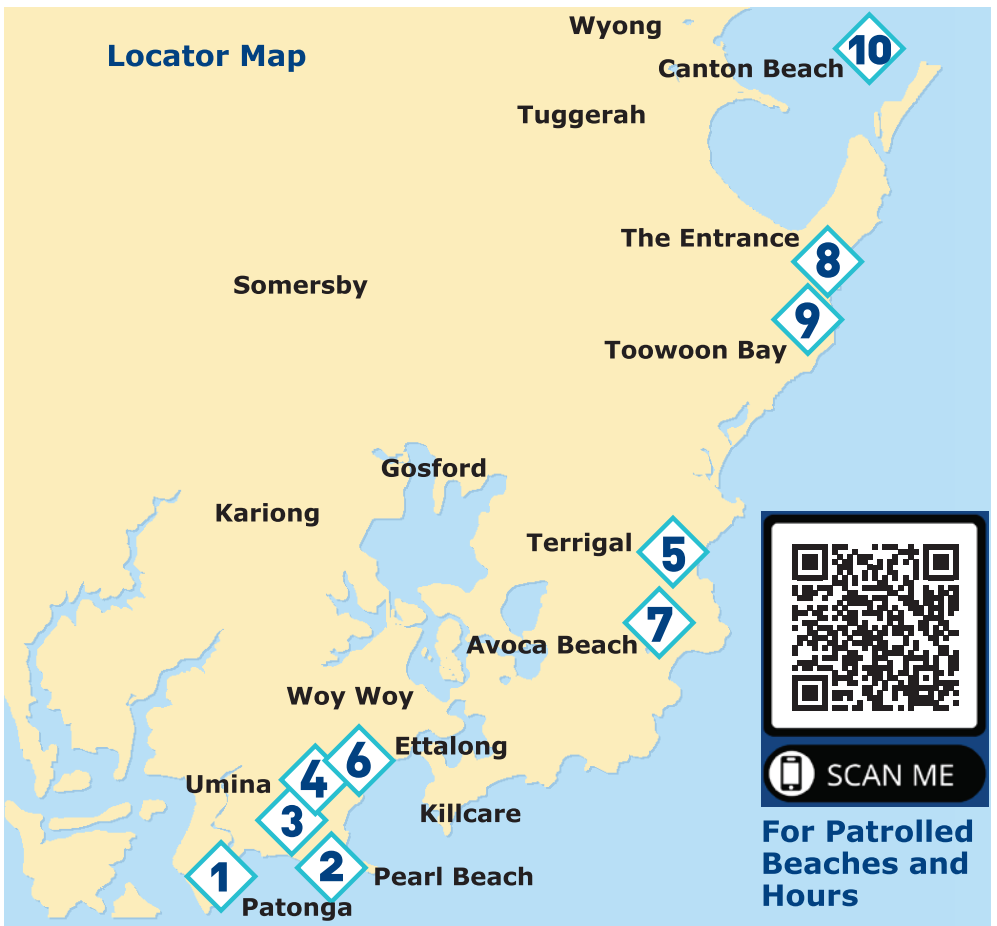 Locator Map
Wyong
10
Canton Beach
Tuggerah
The Entrance
8
Somersby
9
Toowoon Bay
Gosford
Kariong
Terrigal
5
7
Avoca Beach
Woy Woy
Ettalong
6
4
Umina
3
Killcare
2
1
Pearl Beach
Patonga
SCAN ME
For Patrolled
Beaches and
Hours